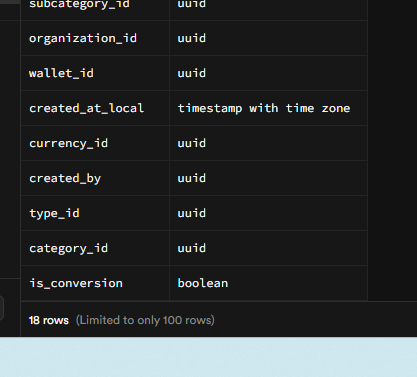 subcategory_id uuid
organization_id uuid
wallet_id uuid
created_at_local timestamp with time zone
currency_id uuid
created_by uuid
type_id uuid
category_id uuid
is_conversion boolean
18 rows (Limited to only 100 rows)